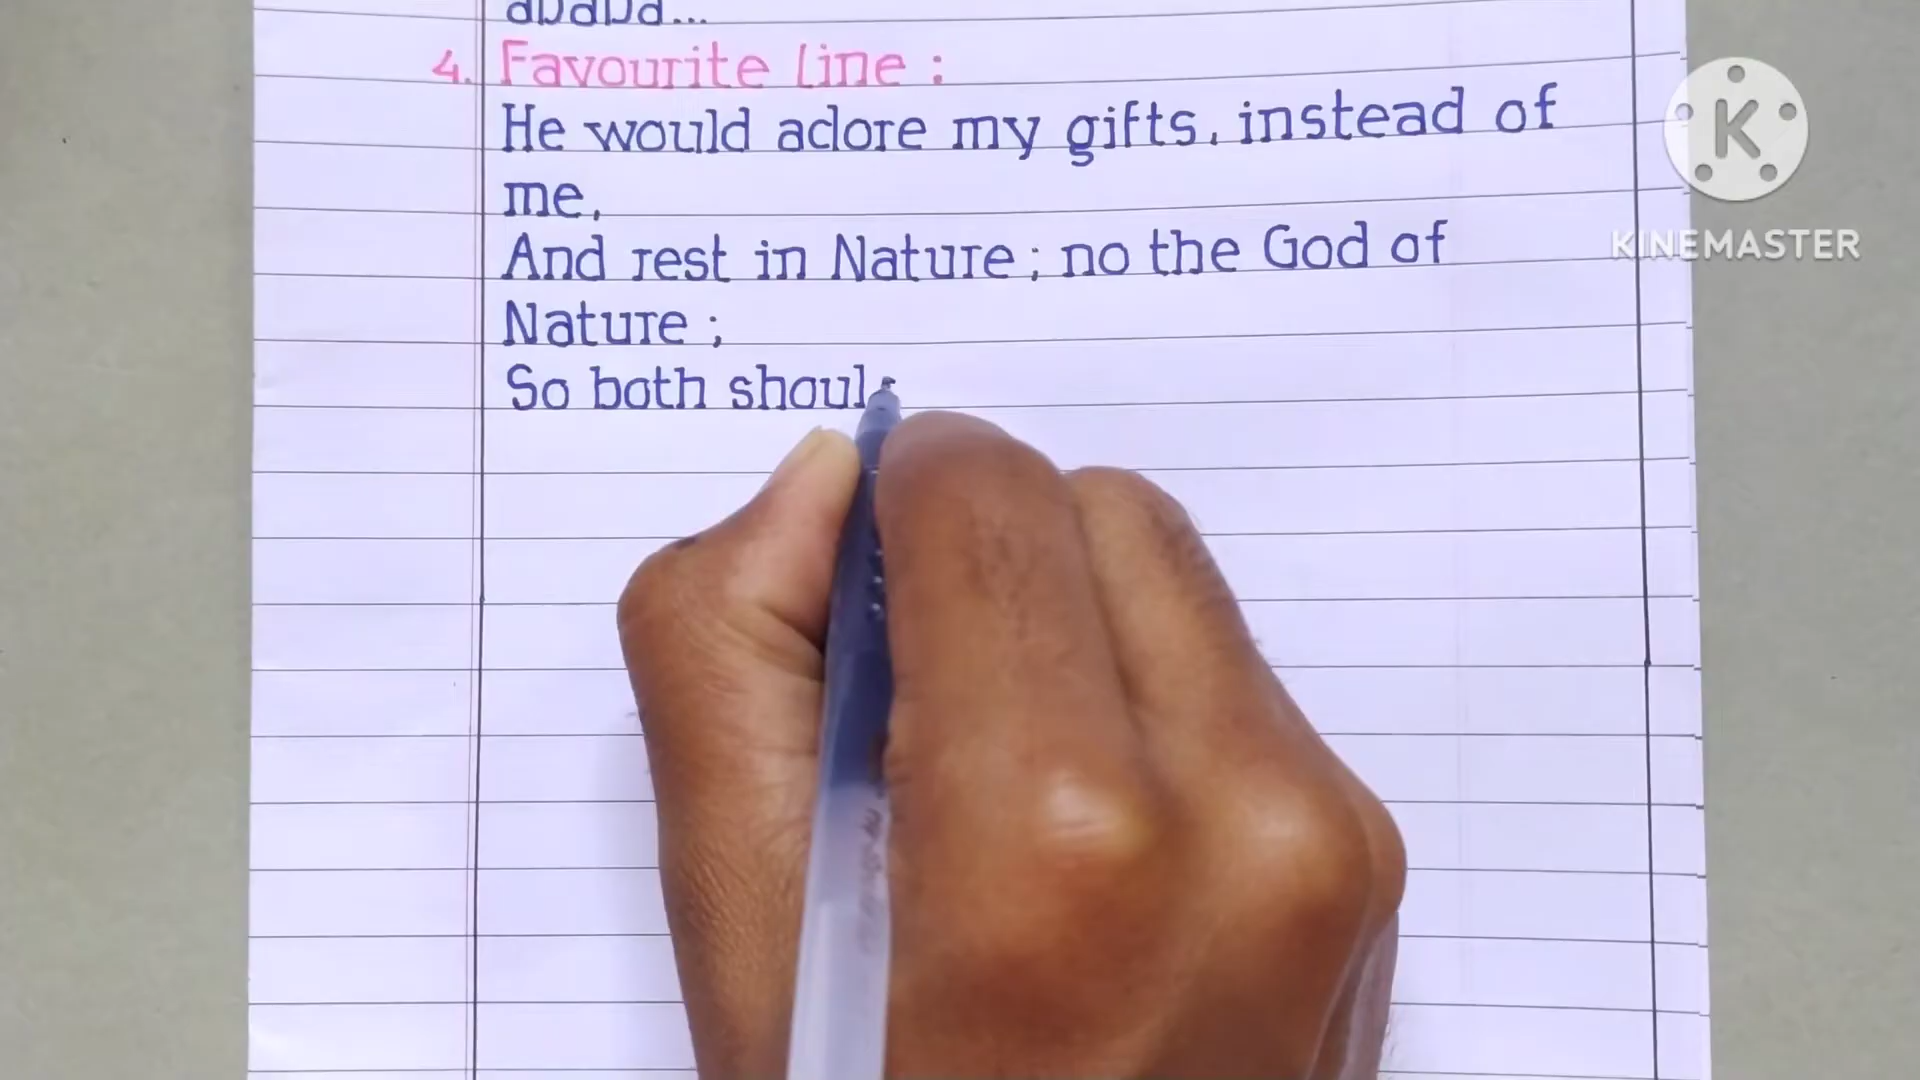 ababa...
4. Favourite line :
He would adore my gifts, instead of
me,
And rest in Nature ; no the God of
Nature ;
So both shoul
K
KINEMASTER